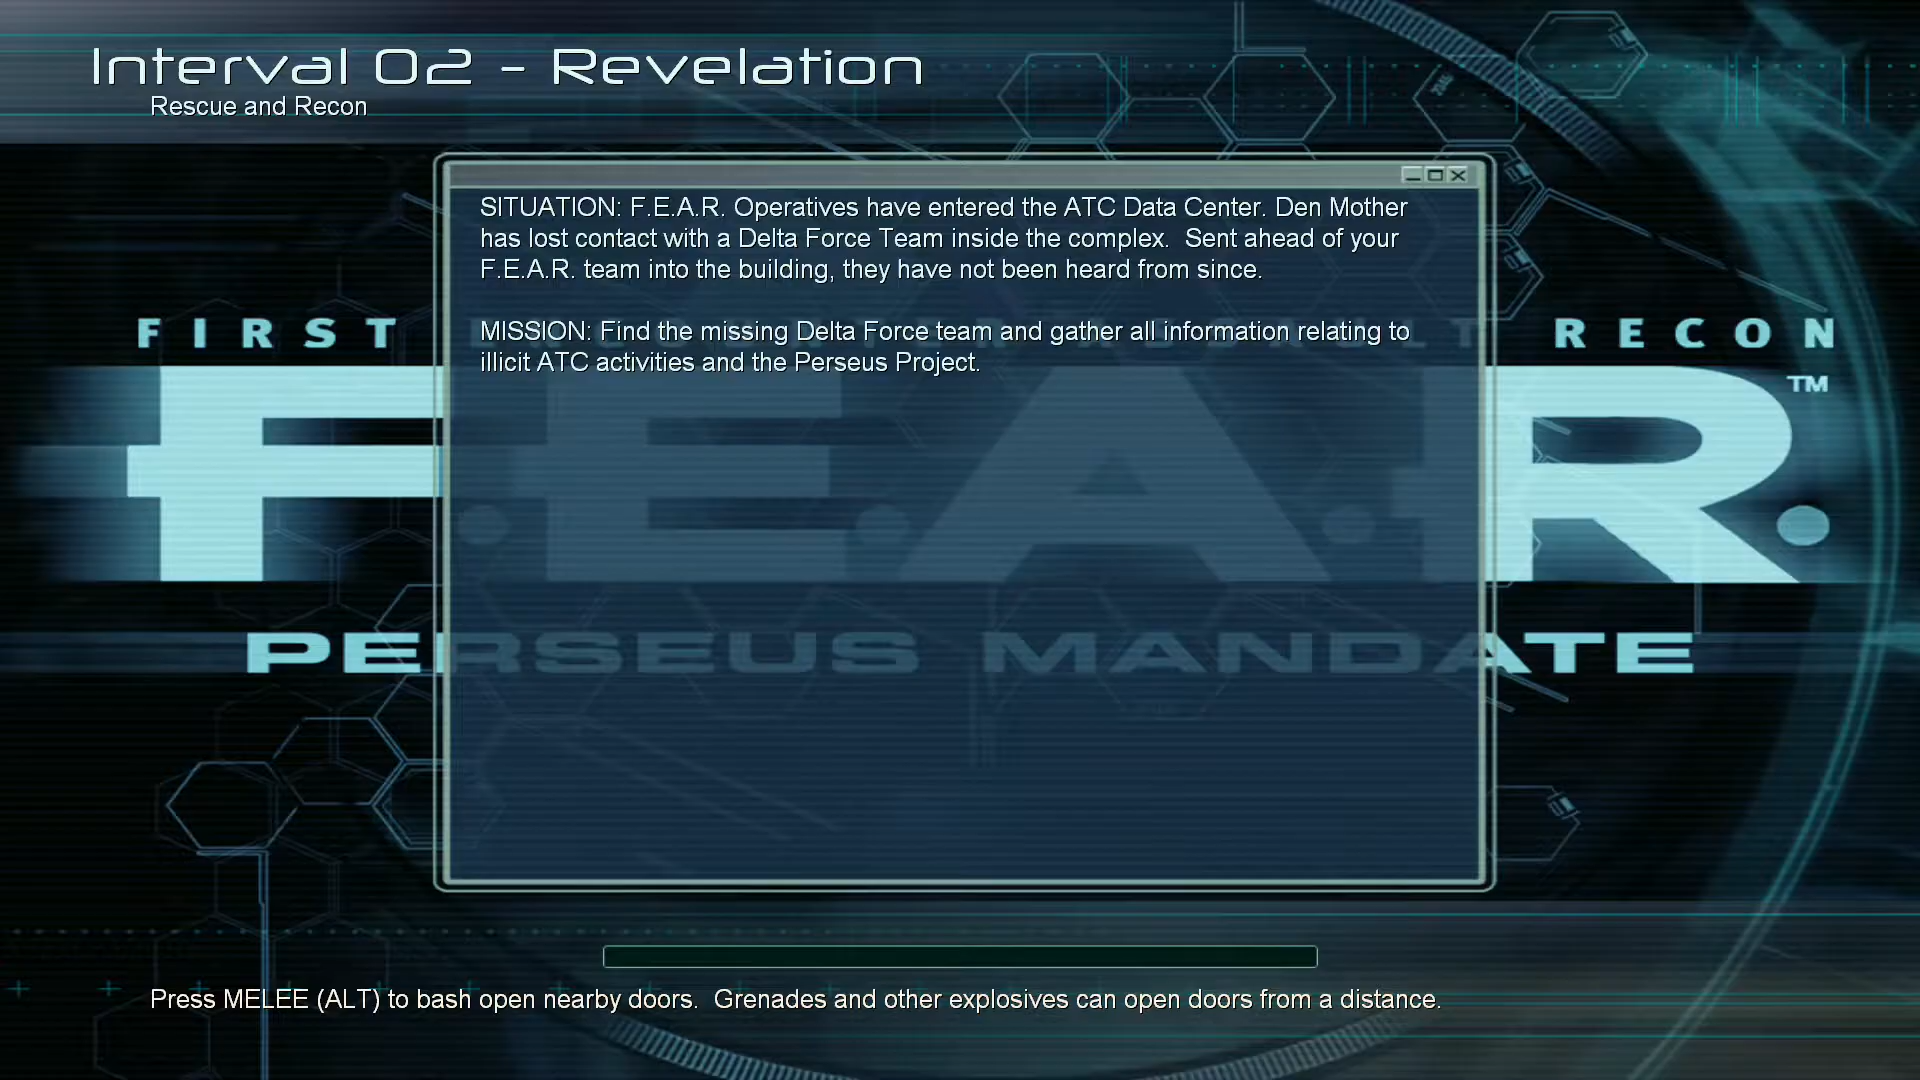 Interval 02 - Revelation
Rescue and Recon
SITUATION: F.E.A.R. Operatives have entered the ATC Data Center. Den Mother
has lost contact with a Delta Force Team inside the complex. Sent ahead of your
F.E.A.R. team into the building, they have not been heard from since.
MISSION: Find the missing Delta Force team and gather all information relating to
illicit ATC activities and the Perseus Project.
FIRST RECON
F.E.A.R.™
PERSEUS MANDATE
Press MELEE (ALT) to bash open nearby doors. Grenades and other explosives can open doors from a distance.